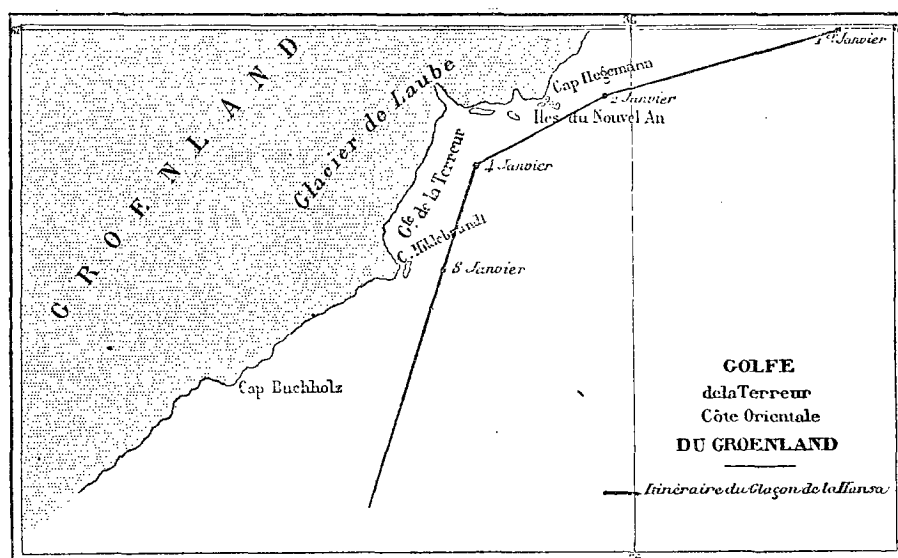 36
1er Janvier
GROENLAND
Glacier de Laube
Cap Hegemann
2 Janvier
Iles du Nouvel An
4 Janvier
Gfe. de la Terreur
C. Hildebrandt
8 Janvier
Cap Buchholz
GOLFE
de la Terreur
Côte Orientale
DU GROENLAND
Itinéraire du Glaçon de la Hansa